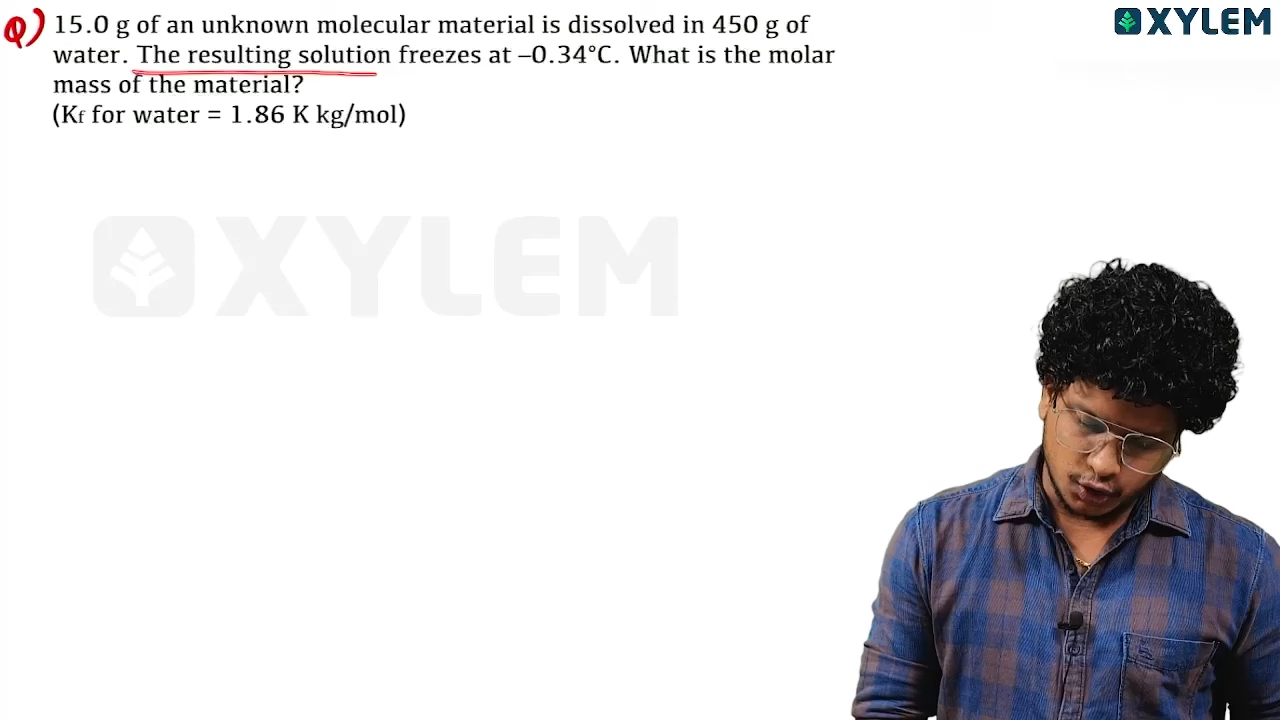 Q) 15.0 g of an unknown molecular material is dissolved in 450 g of
water. The resulting solution freezes at –0.34°C. What is the molar
mass of the material?
(Kf for water = 1.86 K kg/mol)
XYLEM
XYLEM